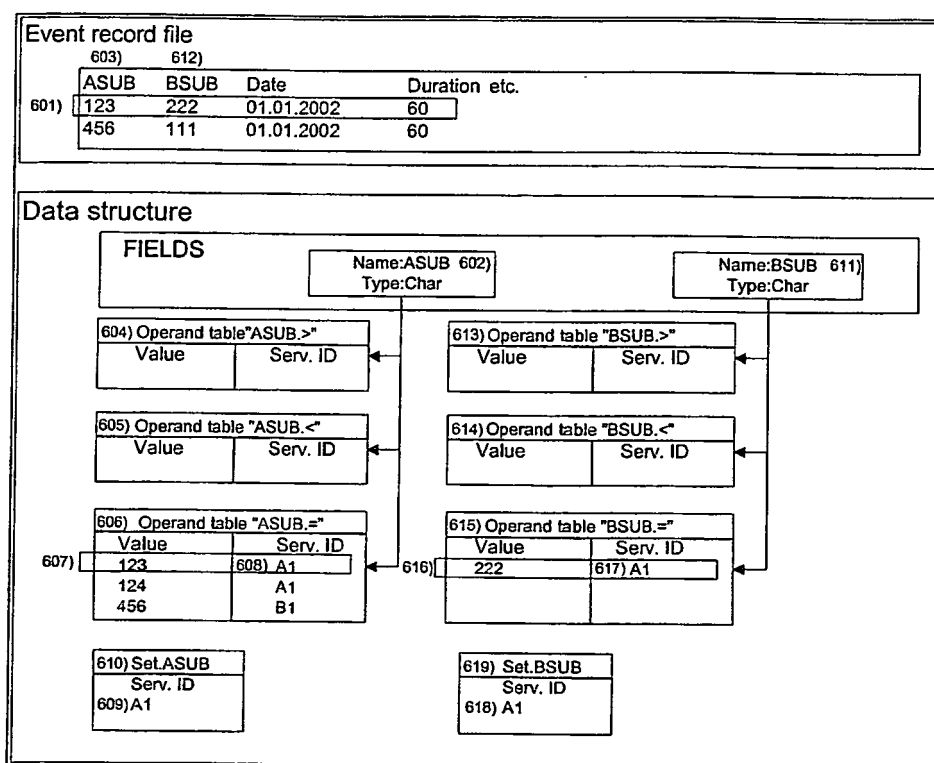 Event record file
603) 612)
ASUB BSUB Date Duration etc.
601) 123 222 01.01.2002 60
456 111 01.01.2002 60
Data structure
FIELDS
Name:ASUB 602)
Type:Char
Name:BSUB 611)
Type:Char
604) Operand table"ASUB.>"
Value Serv. ID
613) Operand table "BSUB.>"
Value Serv. ID
605) Operand table "ASUB.<"
Value Serv. ID
614) Operand table "BSUB.<"
Value Serv. ID
606) Operand table "ASUB.="
Value Serv. ID
607) 123 608) A1
124 A1
456 B1
615) Operand table "BSUB.="
Value Serv. ID
616) 222 617) A1
610) Set.ASUB
Serv. ID
609) A1
619) Set.BSUB
Serv. ID
618) A1